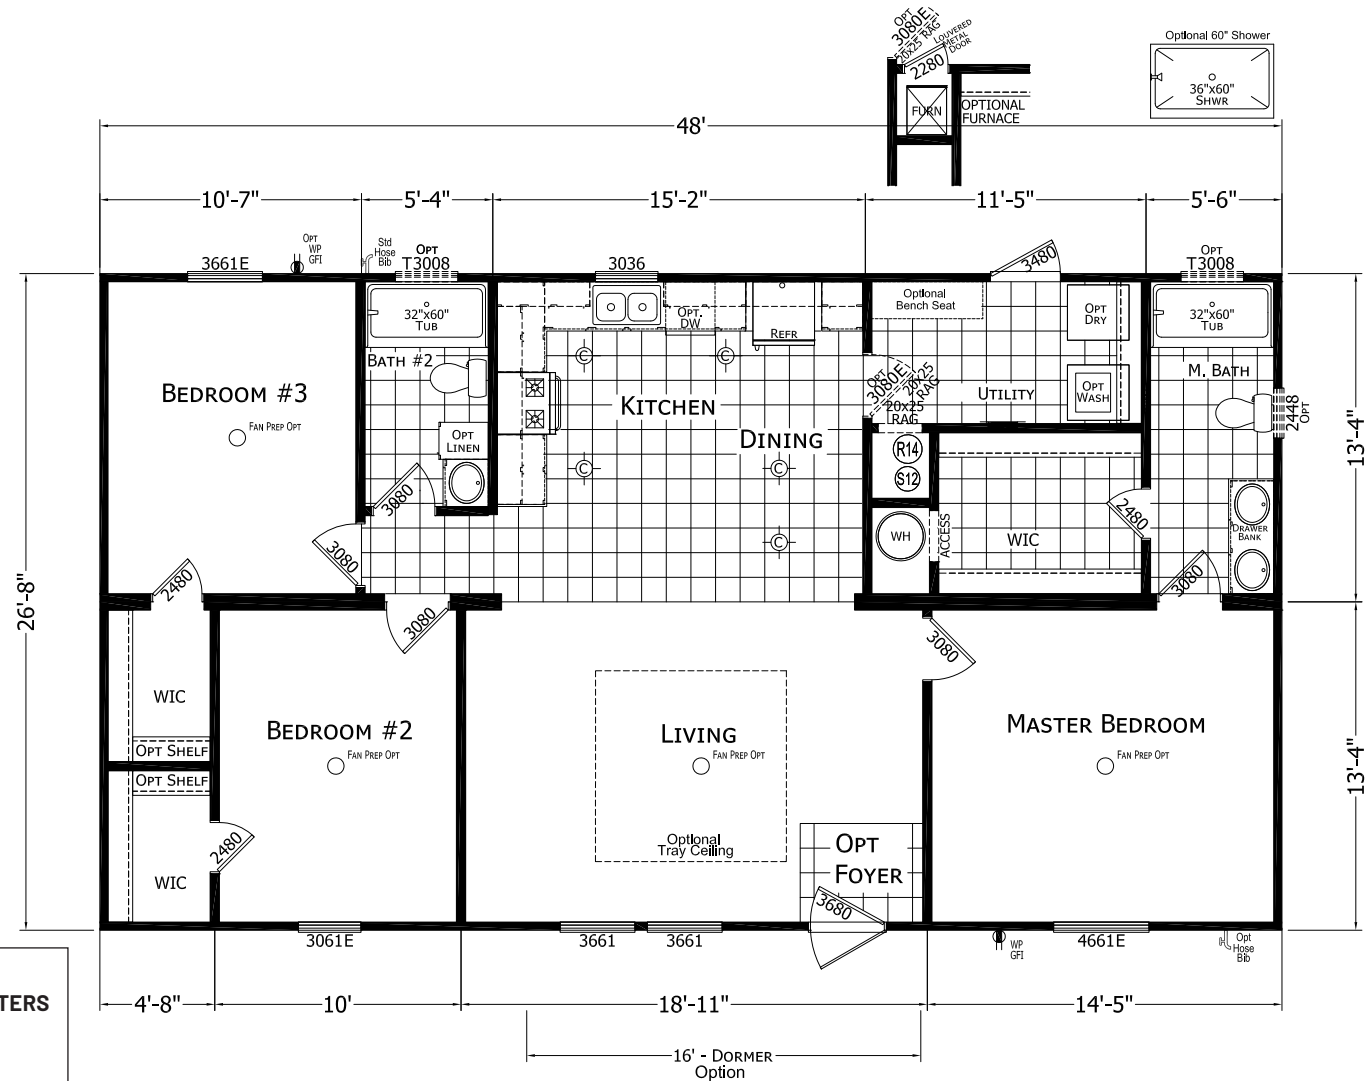 OPT
3080E
20x25 RAG
LOUVERED
METAL
DOOR
2280
FURN
OPTIONAL
FURNACE
Optional 60" Shower
36"x60"
SHWR
48'
10'-7"
5'-4"
15'-2"
11'-5"
5'-6"
3661E
OPT
WP
GFI
Std
Hose
Bib
OPT
T3008
3036
3480
OPT
T3008
32"x60"
TUB
BATH #2
OPT
LINEN
3080
BEDROOM #3
FAN PREP OPT
OPT.
DW
REFR
C
C
KITCHEN
DINING
C
C
C
Optional
Bench Seat
OPT
DRY
OPT
WASH
UTILITY
OPT
3080E
20x25
RAG
20x25
RAG
R14
S12
WH
ACCESS
WIC
2480
32"x60"
TUB
M. BATH
2448
OPT
DRAWER
BANK
3080
13'-4"
26'-8"
3080
2480
3080
3080
WIC
OPT SHELF
OPT SHELF
WIC
2480
BEDROOM #2
FAN PREP OPT
LIVING
FAN PREP OPT
Optional
Tray Ceiling
OPT
FOYER
3680
MASTER BEDROOM
FAN PREP OPT
13'-4"
3061E
3661
3661
WP
GFI
4661E
Opt
Hose
Bib
4'-8"
10'
18'-11"
14'-5"
16' - DORMER
Option
TERS